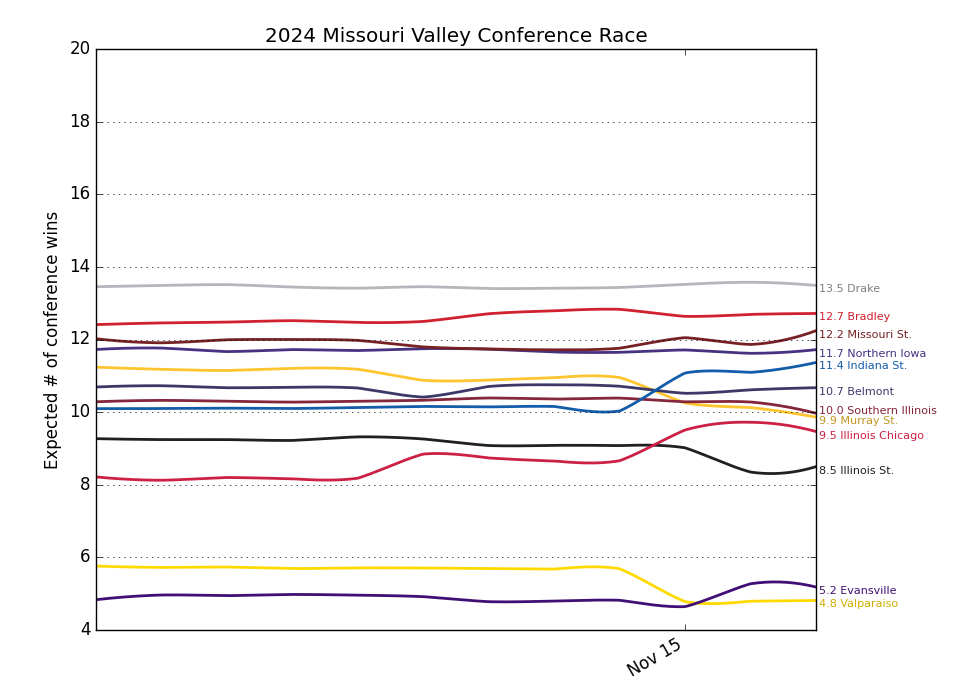 2024 Missouri Valley Conference Race
Expected # of conference wins
20
18
16
14
12
10
8
6
4
13.5 Drake
12.7 Bradley
12.2 Missouri St.
11.7 Northern Iowa
11.4 Indiana St.
10.7 Belmont
10.0 Southern Illinois
9.9 Murray St.
9.5 Illinois Chicago
8.5 Illinois St.
5.2 Evansville
4.8 Valparaiso
Nov 15